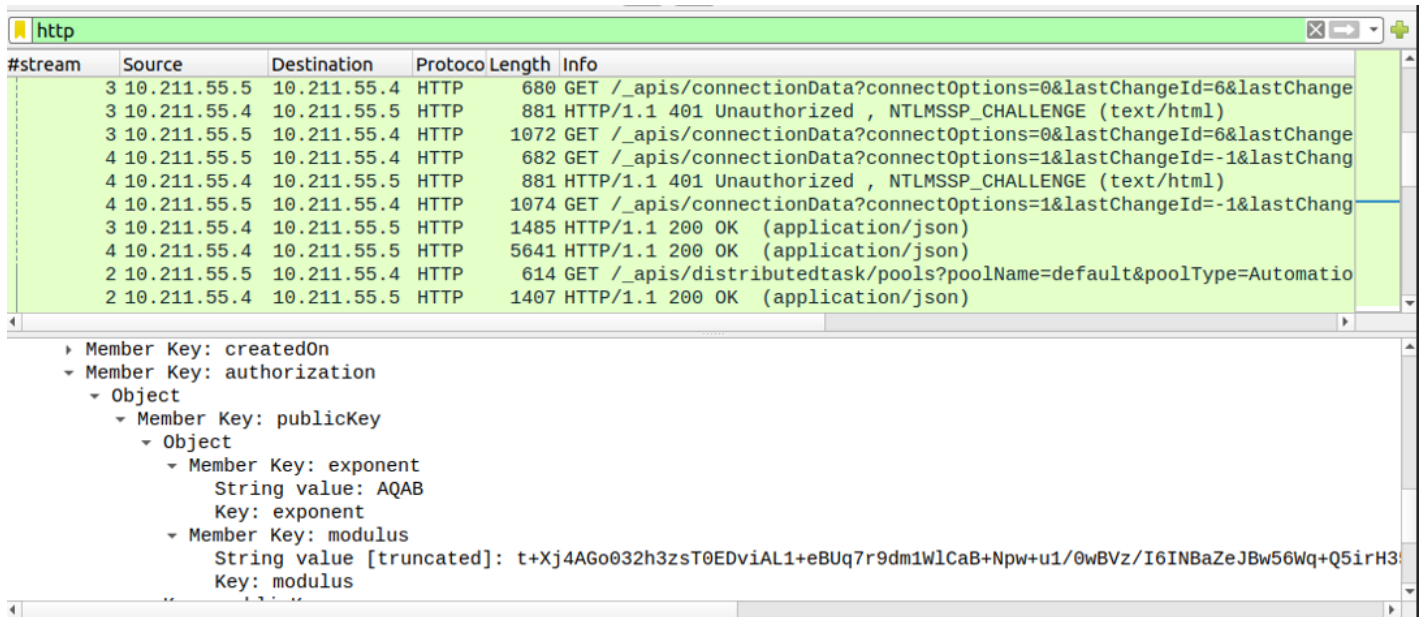 http
#stream Source Destination Protoco Length Info
3 10.211.55.5 10.211.55.4 HTTP 680 GET /_apis/connectionData?connectOptions=0&lastChangeId=6&lastChange
3 10.211.55.4 10.211.55.5 HTTP 881 HTTP/1.1 401 Unauthorized , NTLMSSP_CHALLENGE (text/html)
3 10.211.55.5 10.211.55.4 HTTP 1072 GET /_apis/connectionData?connectOptions=0&lastChangeId=6&lastChange
4 10.211.55.5 10.211.55.4 HTTP 682 GET /_apis/connectionData?connectOptions=1&lastChangeId=-1&lastChang
4 10.211.55.4 10.211.55.5 HTTP 881 HTTP/1.1 401 Unauthorized , NTLMSSP_CHALLENGE (text/html)
4 10.211.55.5 10.211.55.4 HTTP 1074 GET /_apis/connectionData?connectOptions=1&lastChangeId=-1&lastChang
3 10.211.55.4 10.211.55.5 HTTP 1485 HTTP/1.1 200 OK (application/json)
4 10.211.55.4 10.211.55.5 HTTP 5641 HTTP/1.1 200 OK (application/json)
2 10.211.55.5 10.211.55.4 HTTP 614 GET /_apis/distributedtask/pools?poolName=default&poolType=Automatio
2 10.211.55.4 10.211.55.5 HTTP 1407 HTTP/1.1 200 OK (application/json)
Member Key: createdOn
Member Key: authorization
Object
Member Key: publicKey
Object
Member Key: exponent
String value: AQAB
Key: exponent
Member Key: modulus
String value [truncated]: t+Xj4AGo032h3zsT0EDviAL1+eBUq7r9dm1WlCaB+Npw+u1/0wBVz/I6INBaZeJBw56Wq+Q5irH3
Key: modulus